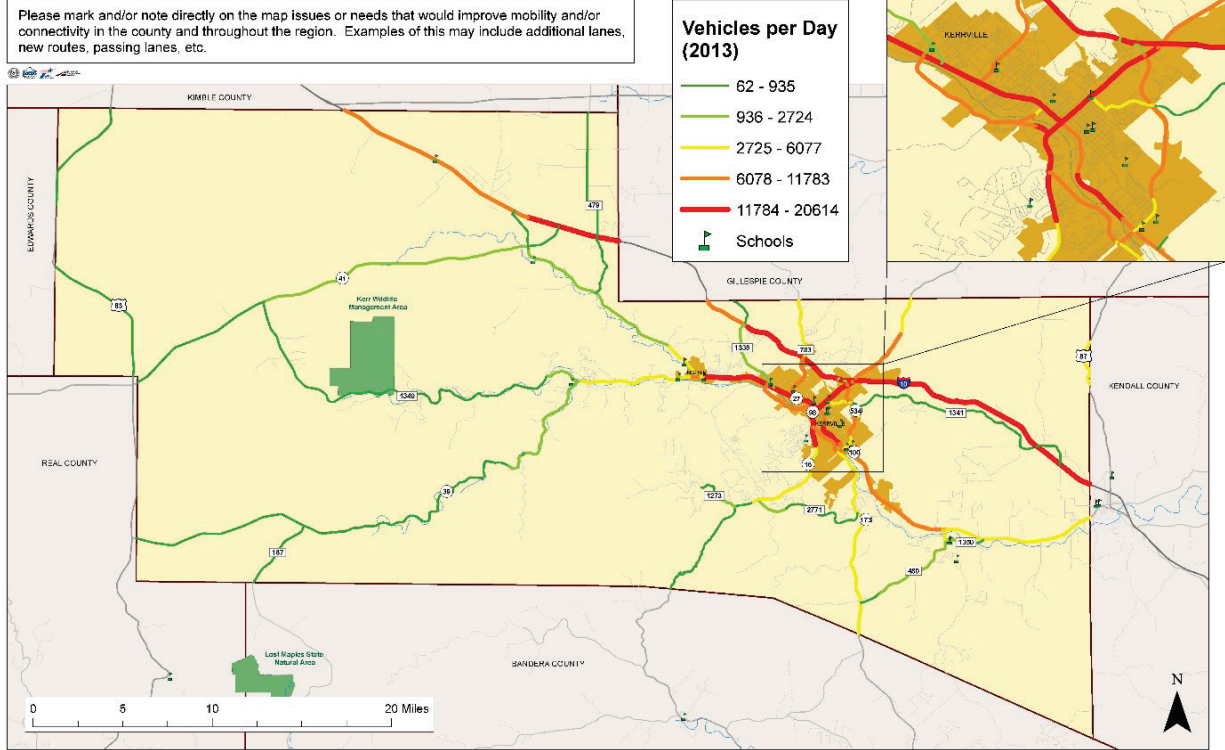 Please mark and/or note directly on the map issues or needs that would improve mobility and/or
connectivity in the county and throughout the region. Examples of this may include additional lanes,
new routes, passing lanes, etc.
Vehicles per Day
(2013)
62 - 935
936 - 2724
2725 - 6077
6078 - 11783
11784 - 20614
Schools
KERRVILLE
KIMBLE COUNTY
EDWARDS COUNTY
479
GILLESPIE COUNTY
41
83
Kerr Wildlife
Management Area
1338
783
87
KENDALL COUNTY
10
1340
27
98
534
1341
KERRVILLE
REAL COUNTY
100
16
39
1273
2771
173
187
1350
480
Lost Maples State
Natural Area
BANDERA COUNTY
N
0 5 10 20 Miles